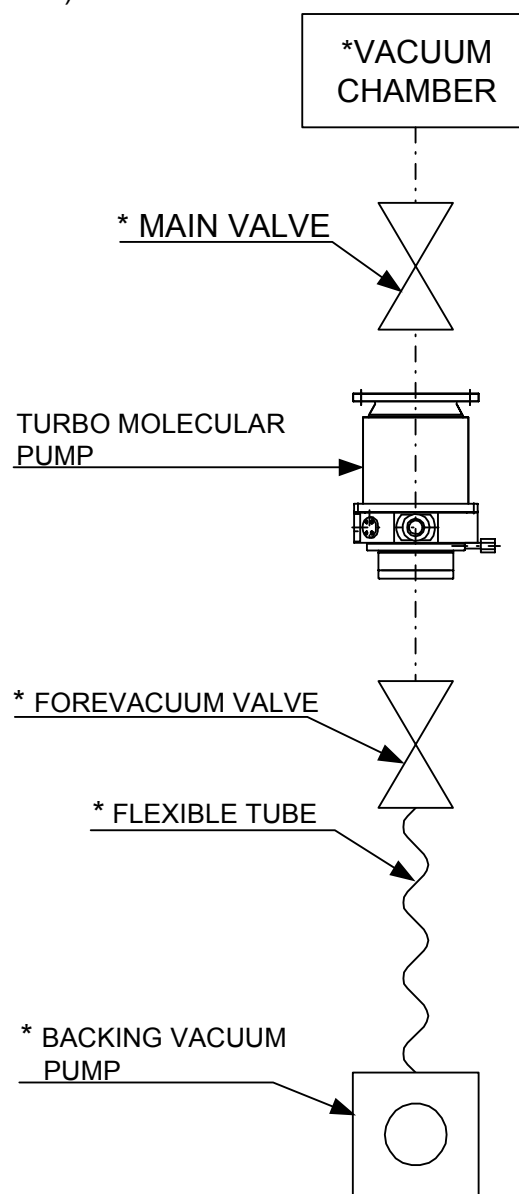 *VACUUM
CHAMBER
* MAIN VALVE
TURBO MOLECULAR
PUMP
* FOREVACUUM VALVE
* FLEXIBLE TUBE
* BACKING VACUUM
PUMP